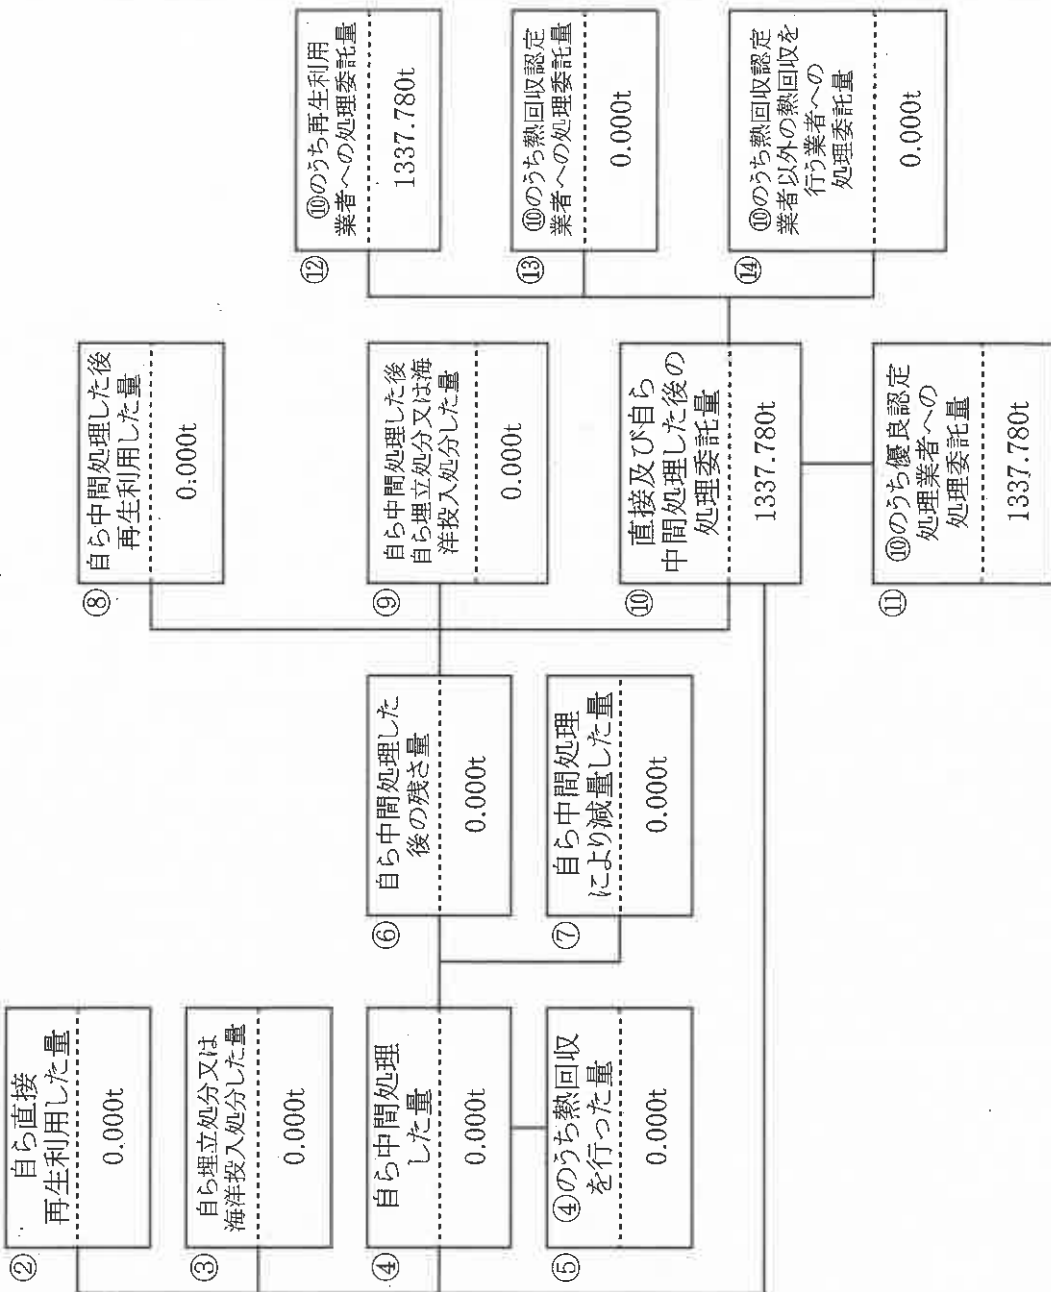 ②
自ら直接
再生利用した量
0.000t
③
自ら埋立処分又は
海洋投入処分した量
0.000t
④
自ら中間処理
した量
0.000t
⑤
④のうち熱回収
を行った量
0.000t
⑥
自ら中間処理した
後の残さ量
0.000t
⑦
自ら中間処理
により減量した量
0.000t
⑧
自ら中間処理した後
再生利用した量
0.000t
⑨
自ら中間処理した後
自ら埋立処分又は海
洋投入処分した量
0.000t
⑩
直接及び自ら
中間処理した後の
処理委託量
1337.780t
⑪
⑩のうち優良認定
処理業者への
処理委託量
1337.780t
⑫
⑩のうち再生利用
業者への処理委託量
1337.780t
⑬
⑩のうち熱回収認定
業者への処理委託量
0.000t
⑭
⑩のうち熱回収認定
業者以外の熱回収を
行う業者への
処理委託量
0.000t